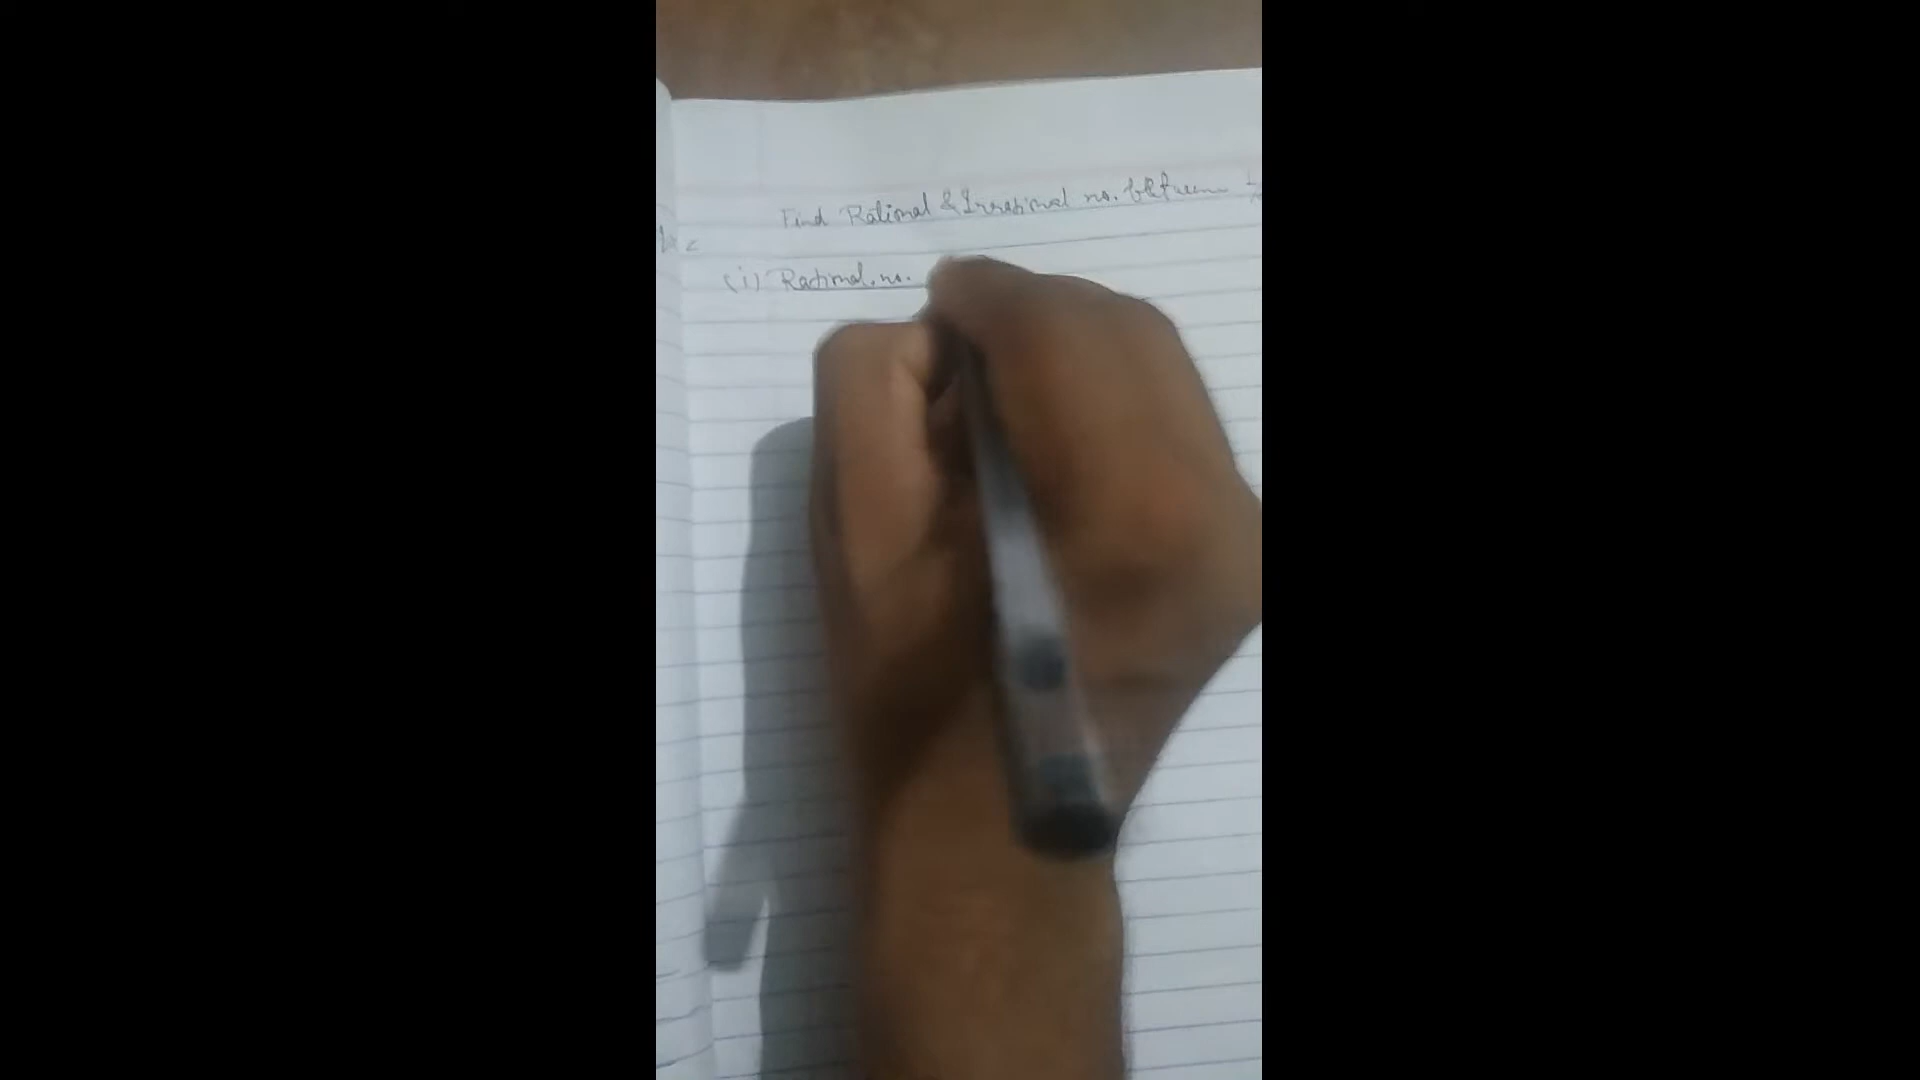 Find Rational & Irrational no. between
(i) Rational.no.